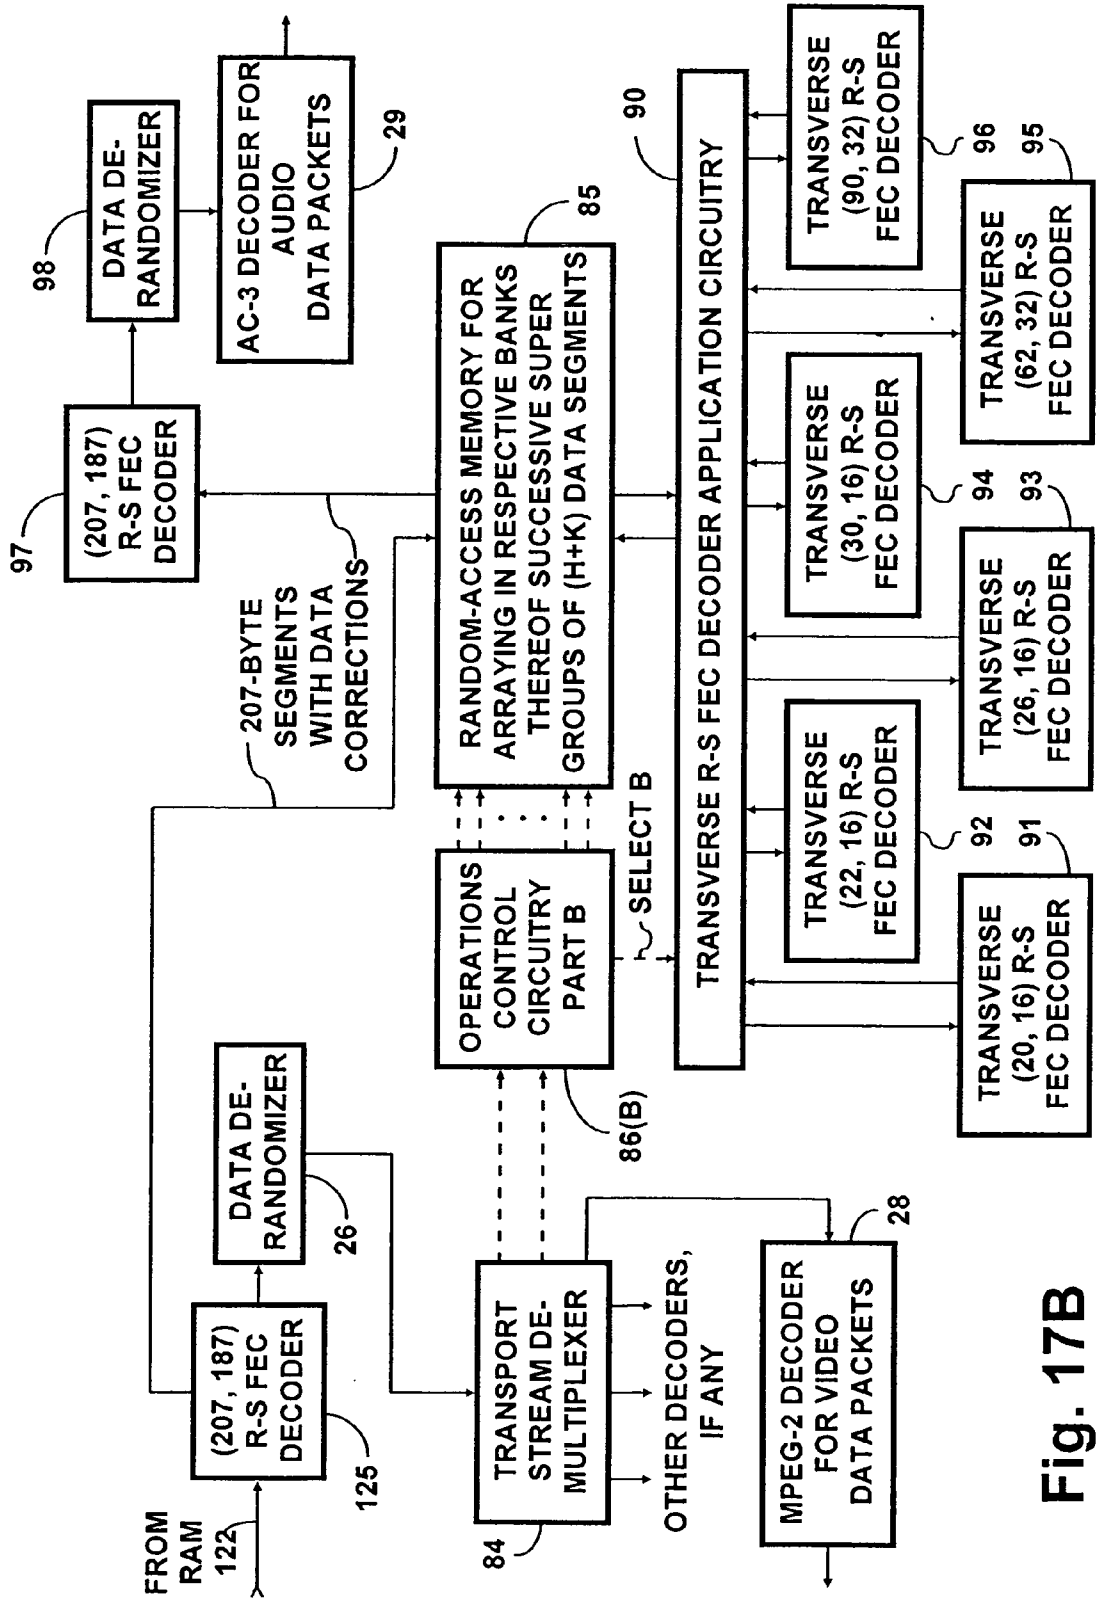 FROM
RAM
122
(207, 187)
R-S FEC
DECODER
125
DATA DE-
RANDOMIZER
26
207-BYTE
SEGMENTS
WITH DATA
CORRECTIONS
97
(207, 187)
R-S FEC
DECODER
98
DATA DE-
RANDOMIZER
AC-3 DECODER FOR
AUDIO
DATA PACKETS
29
TRANSPORT
STREAM DE-
MULTIPLEXER
84
OPERATIONS
CONTROL
CIRCUITRY
PART B
86(B)
RANDOM-ACCESS MEMORY FOR
ARRAYING IN RESPECTIVE BANKS
THEREOF SUCCESSIVE SUPER
GROUPS OF (H+K) DATA SEGMENTS
85
SELECT B
OTHER DECODERS,
IF ANY
MPEG-2 DECODER
FOR VIDEO
DATA PACKETS
28
TRANSVERSE R-S FEC DECODER APPLICATION CIRCUITRY
90
TRANSVERSE
(22, 16) R-S
FEC DECODER
92
TRANSVERSE
(30, 16) R-S
FEC DECODER
94
TRANSVERSE
(90, 32) R-S
FEC DECODER
96
TRANSVERSE
(20, 16) R-S
FEC DECODER
91
TRANSVERSE
(26, 16) R-S
FEC DECODER
93
TRANSVERSE
(62, 32) R-S
FEC DECODER
95
Fig. 17B